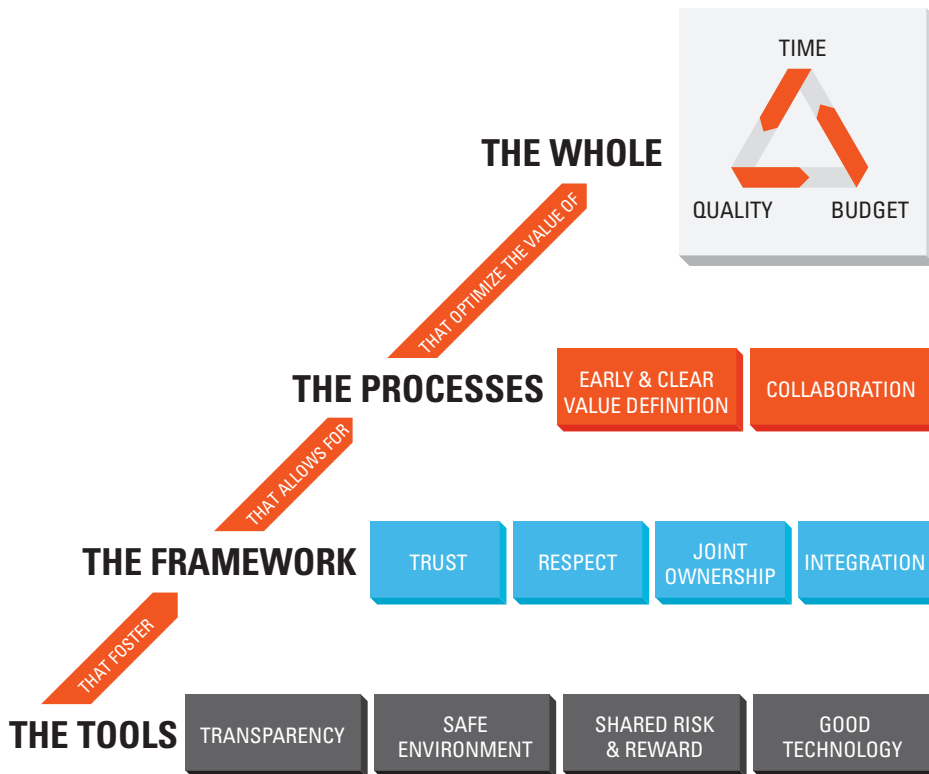 TIME
THE WHOLE
QUALITY
BUDGET
THAT OPTIMIZE THE VALUE OF
THE PROCESSES
EARLY & CLEAR
VALUE DEFINITION
COLLABORATION
THAT ALLOWS FOR
THE FRAMEWORK
TRUST
RESPECT
JOINT
OWNERSHIP
INTEGRATION
THAT FOSTER
THE TOOLS
TRANSPARENCY
SAFE
ENVIRONMENT
SHARED RISK
& REWARD
GOOD
TECHNOLOGY